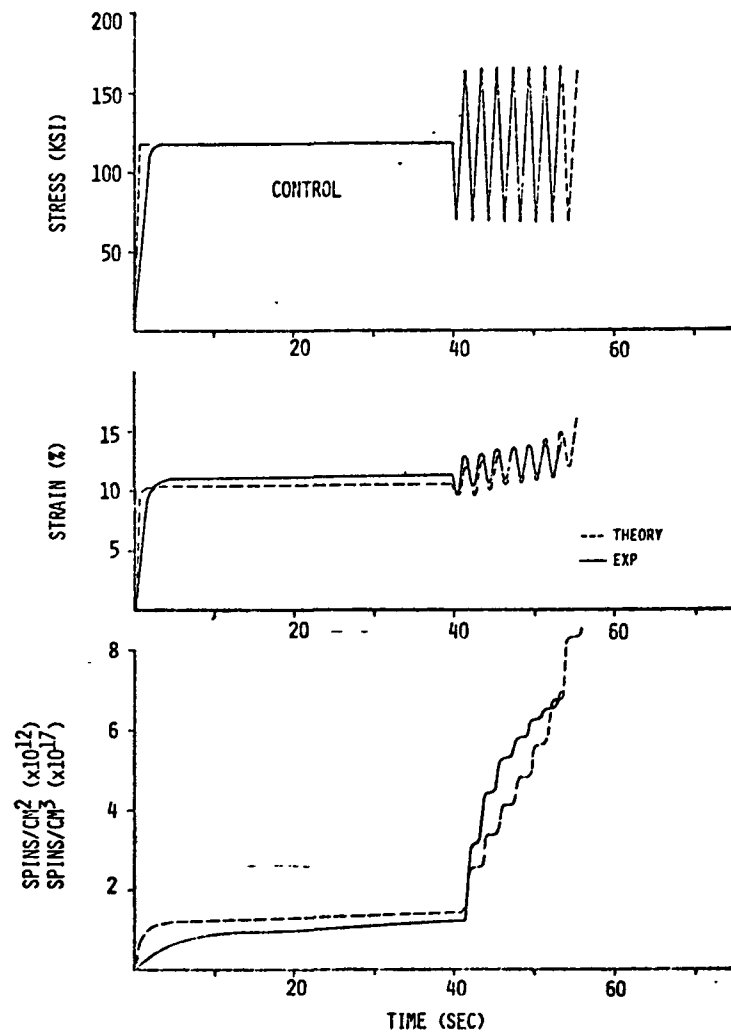 200
150
100
50
STRESS (KSI)
CONTROL
20
40
60
15
10
5
STRAIN (%)
--- THEORY
— EXP
20
40
60
8
6
4
2
SPINS/CM² (x10¹²)
SPINS/CM³ (x10¹⁷)
20
40
60
TIME (SEC)